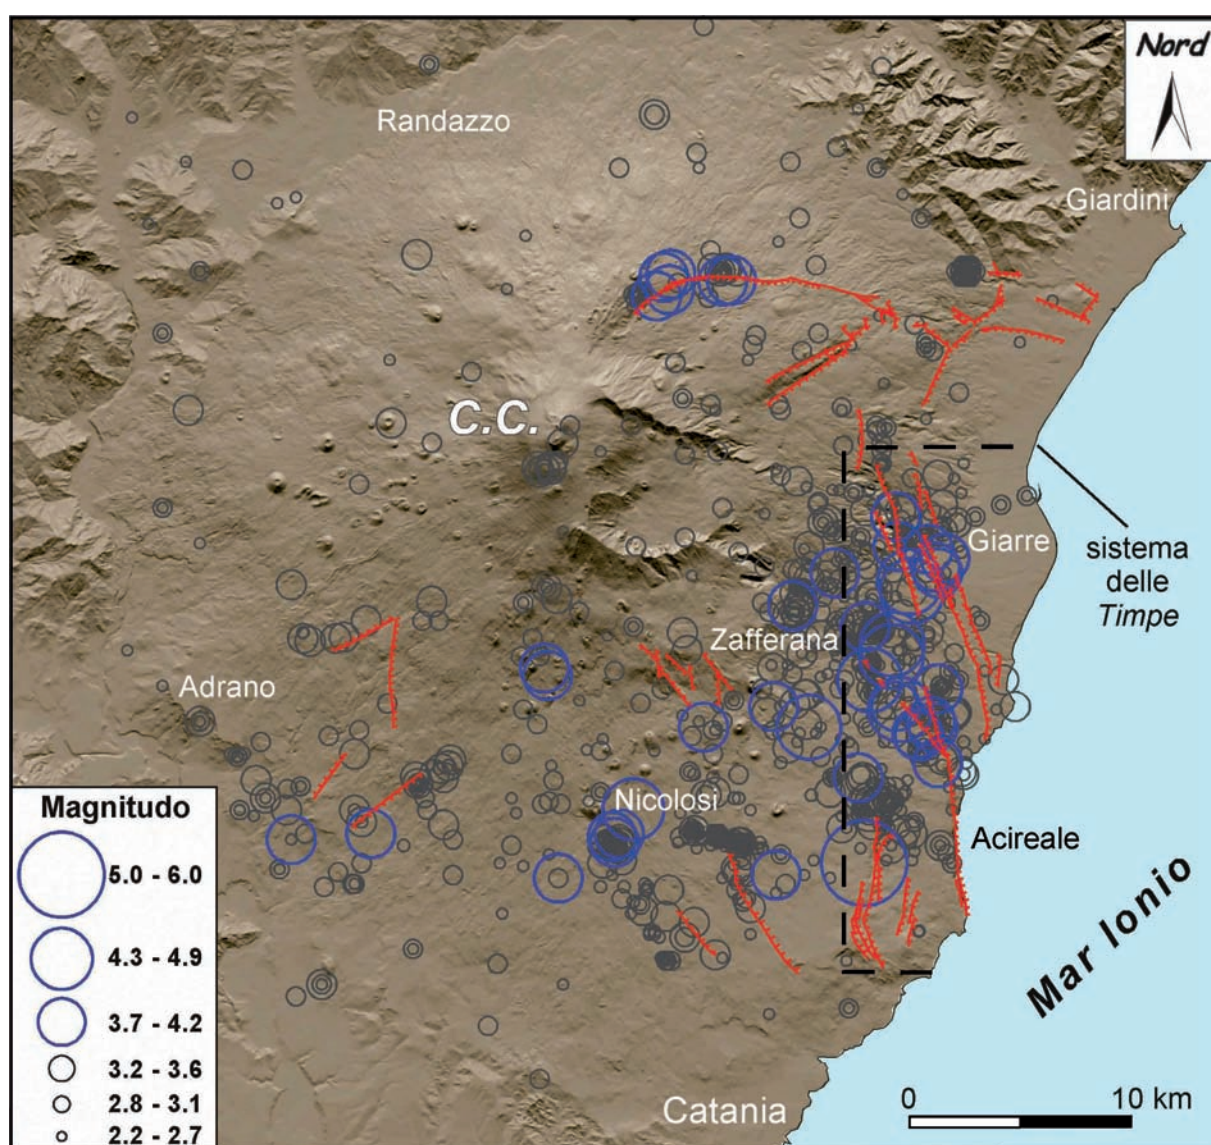 Nord
Randazzo
Giardini
C.C.
Giarre
sistema
delle
Timpe
Zafferana
Adrano
Magnitudo
5.0 - 6.0
4.3 - 4.9
3.7 - 4.2
3.2 - 3.6
2.8 - 3.1
2.2 - 2.7
Nicolosi
Acireale
Mar Ionio
Catania
0 10 km